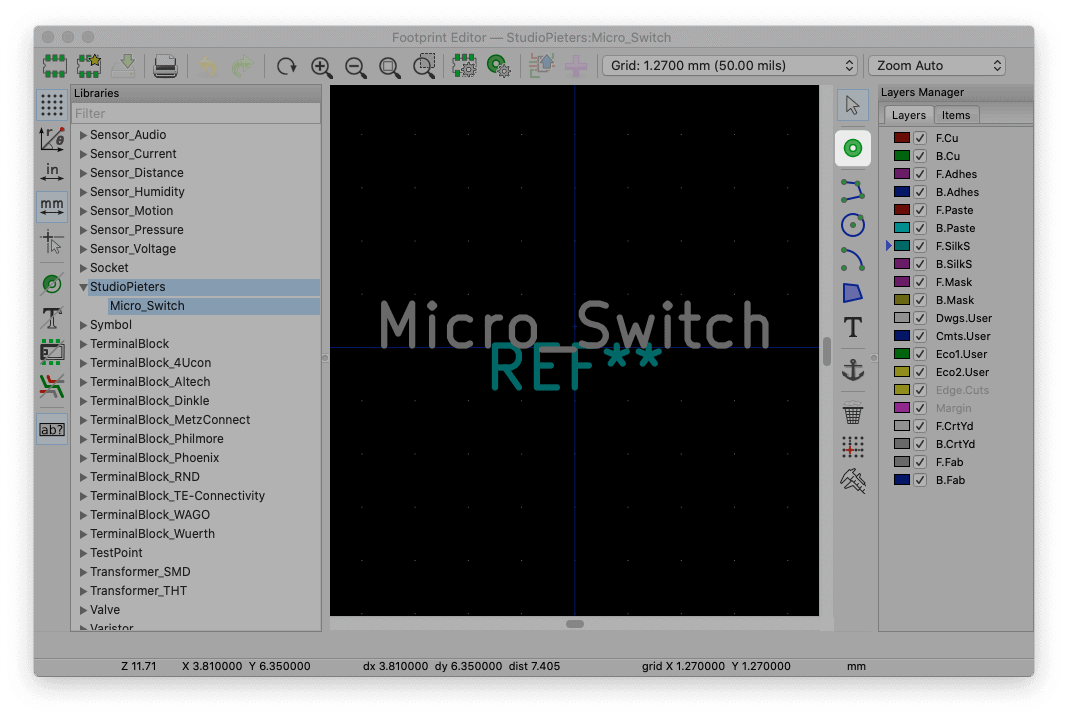 Footprint Editor — StudioPieters:Micro_Switch
Grid: 1.2700 mm (50.00 mils)
Zoom Auto
Libraries
Filter
Sensor_Audio
Sensor_Current
Sensor_Distance
Sensor_Humidity
Sensor_Motion
Sensor_Pressure
Sensor_Voltage
Socket
StudioPieters
Micro_Switch
Symbol
TerminalBlock
TerminalBlock_4Ucon
TerminalBlock_Altech
TerminalBlock_Dinkle
TerminalBlock_MetzConnect
TerminalBlock_Philmore
TerminalBlock_Phoenix
TerminalBlock_RND
TerminalBlock_TE-Connectivity
TerminalBlock_WAGO
TerminalBlock_Wuerth
TestPoint
Transformer_SMD
Transformer_THT
Valve
Varistor
in
mm
ab?
Micro_Switch
REF**
T
Layers Manager
Layers Items
F.Cu
B.Cu
F.Adhes
B.Adhes
F.Paste
B.Paste
F.SilkS
B.SilkS
F.Mask
B.Mask
Dwgs.User
Cmts.User
Eco1.User
Eco2.User
Edge.Cuts
Margin
F.CrtYd
B.CrtYd
F.Fab
B.Fab
Z 11.71 X 3.810000 Y 6.350000 dx 3.810000 dy 6.350000 dist 7.405 grid X 1.270000 Y 1.270000 mm